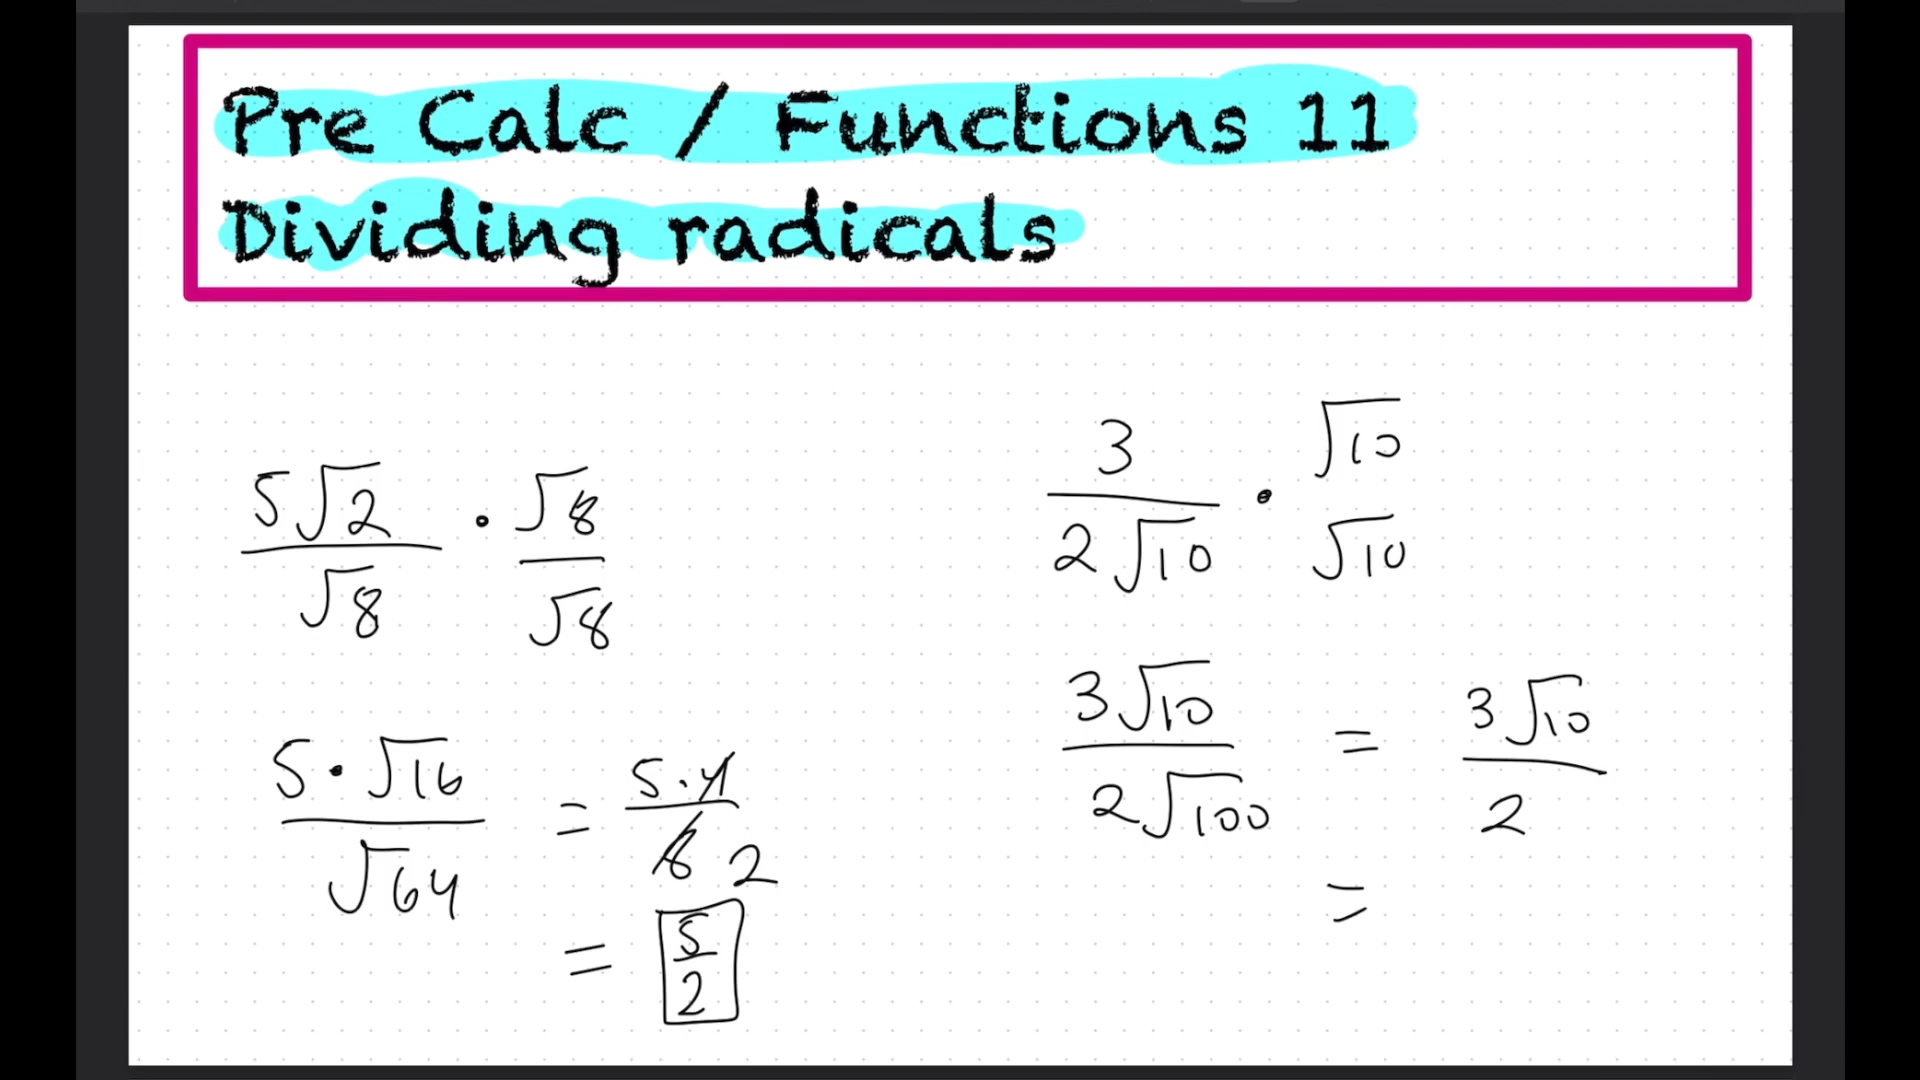 Pre Calc / Functions 11
Dividing radicals
5√2 / √8 · √8 / √8
5 · √16 / √64 = 5 · 4 / 8 2
= 5 / 2
3 / 2√10 · √10 / √10
3√10 / 2√100 = 3√10 / 2
=